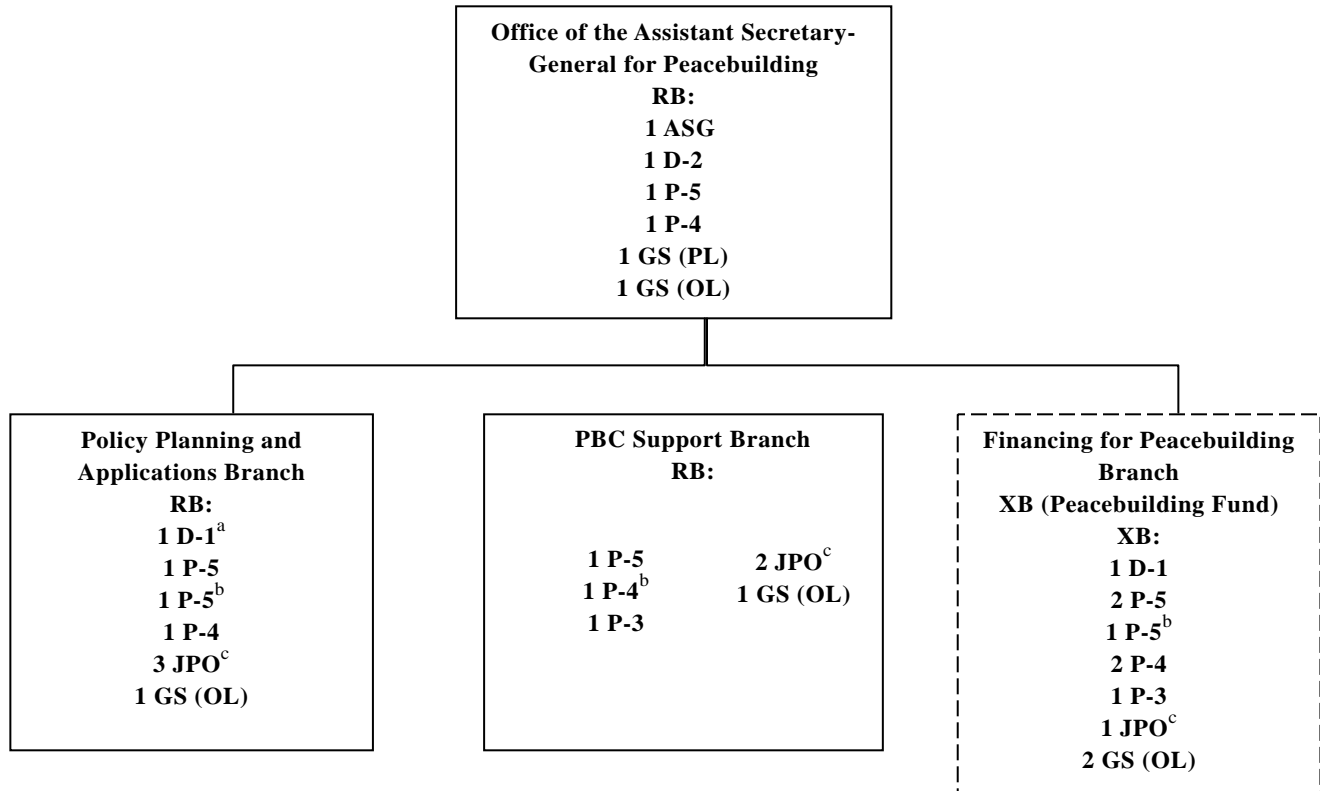 Office of the Assistant Secretary-
General for Peacebuilding
RB:
1 ASG
1 D-2
1 P-5
1 P-4
1 GS (PL)
1 GS (OL)
Policy Planning and
Applications Branch
RB:
1 D-1a
1 P-5
1 P-5b
1 P-4
3 JPOc
1 GS (OL)
PBC Support Branch
RB:
1 P-5
1 P-4b
1 P-3
2 JPOc
1 GS (OL)
Financing for Peacebuilding
Branch
XB (Peacebuilding Fund)
XB:
1 D-1
2 P-5
1 P-5b
2 P-4
1 P-3
1 JPOc
2 GS (OL)